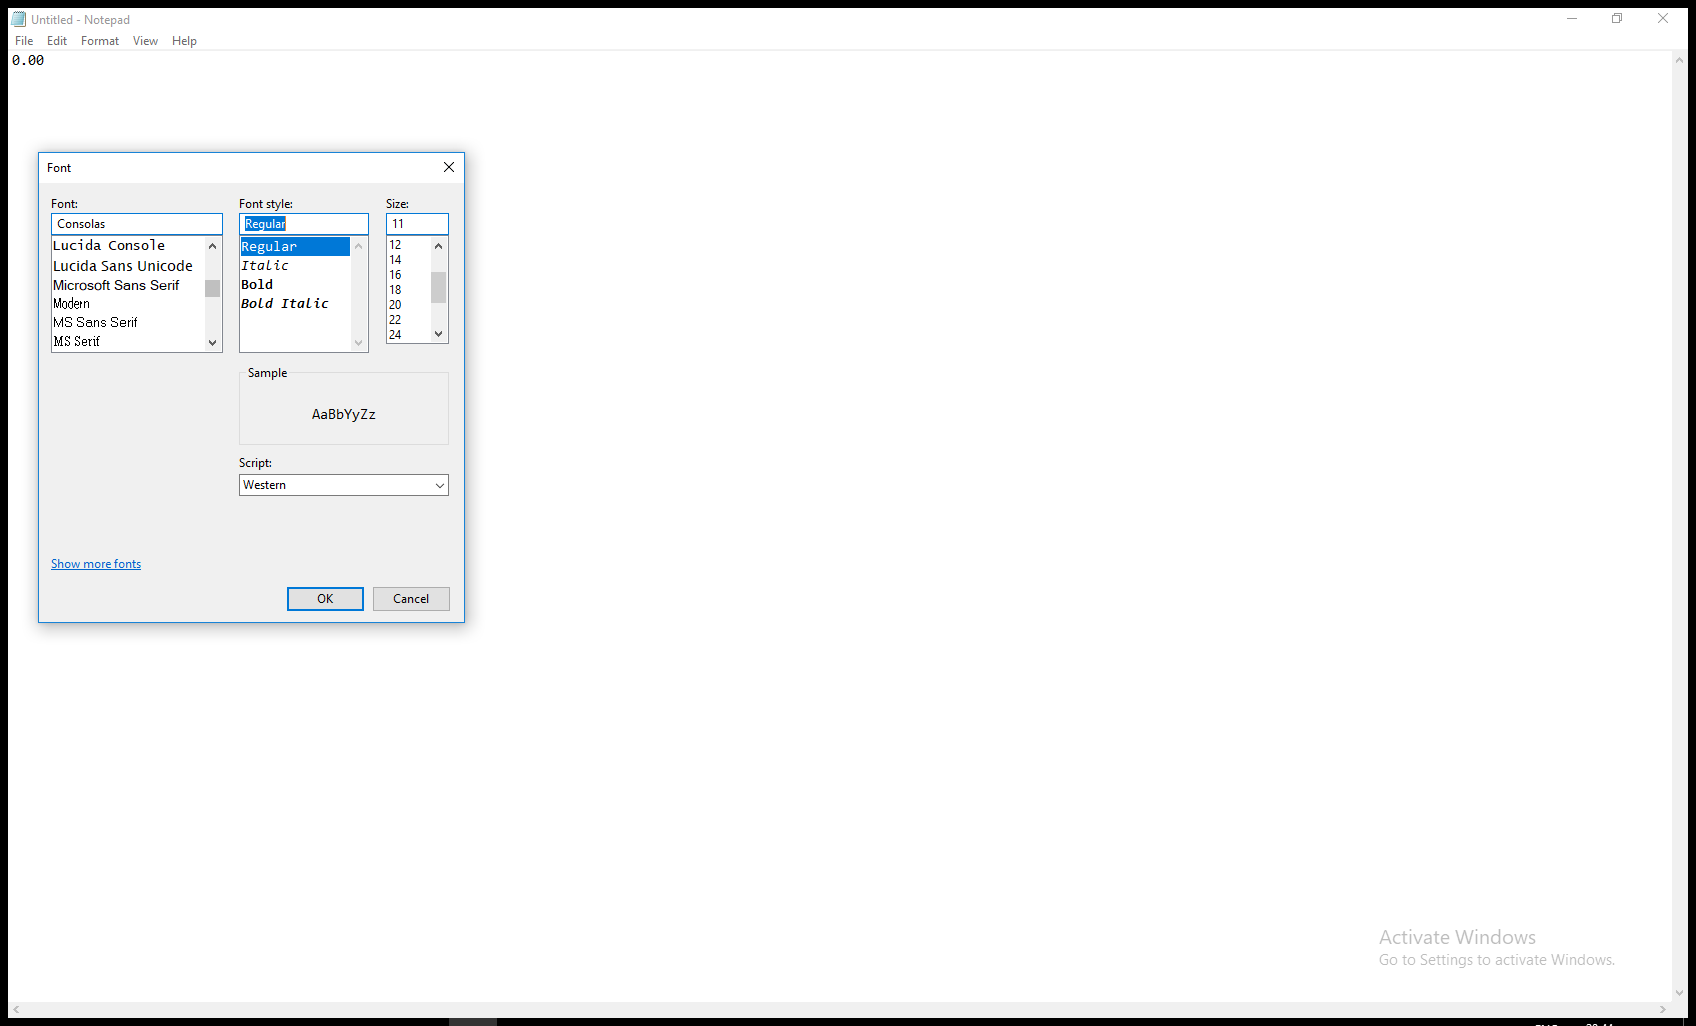 Untitled - Notepad
File Edit Format View Help
0.00
Font
Font: Font style: Size:
Consolas Regular 11
Lucida Console Regular 12
Lucida Sans Unicode Italic 14
Microsoft Sans Serif Bold 16
Modern Bold Italic 18
MS Sans Serif 20
MS Serif 22
24
Sample
AaBbYyZz
Script:
Western
Show more fonts
OK Cancel
Activate Windows
Go to Settings to activate Windows.